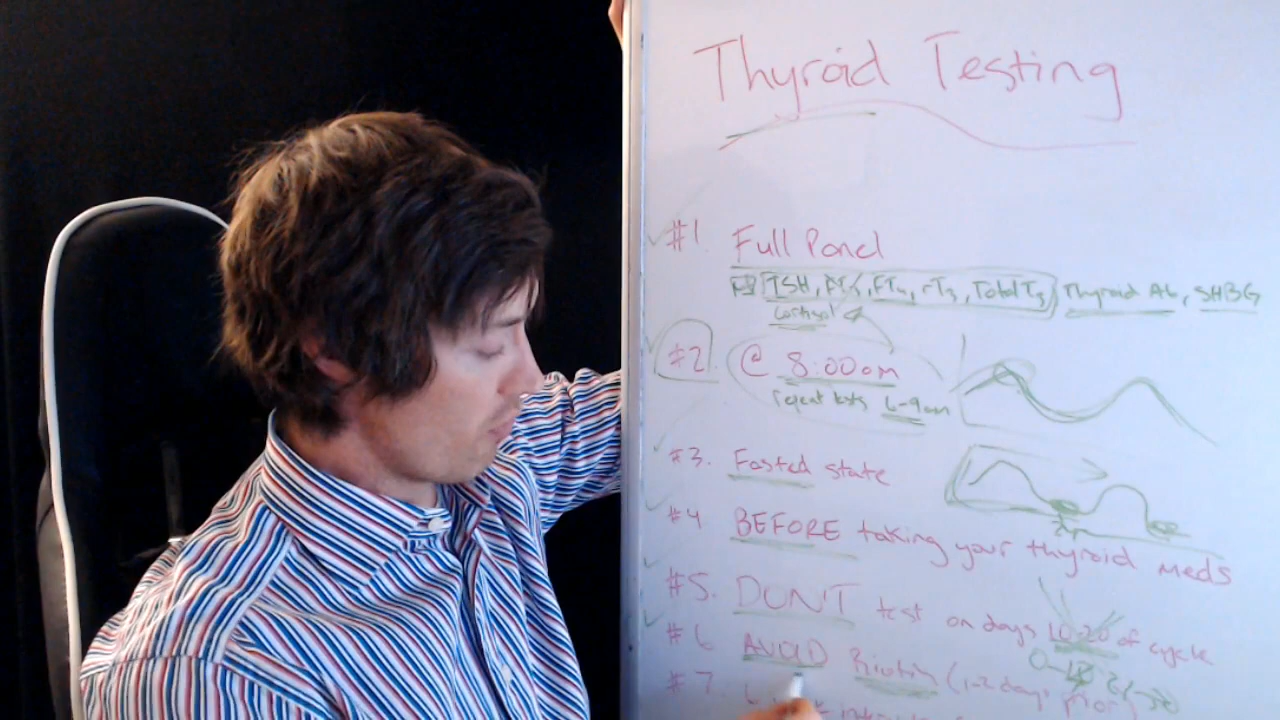 Thyroid Testing
#1. Full Panel
TSH, FT3, FT4, rT3, Total T3, Thyroid Ab, SHBG
Cortisol
#2. @ 8:00am
repeat tests 6-9am
#3. Fasted state
#4 BEFORE taking your thyroid meds
#5. DON'T test on days 10-20 of cycle
#6 AVOID Biotin (1-2 days prior)
#7.